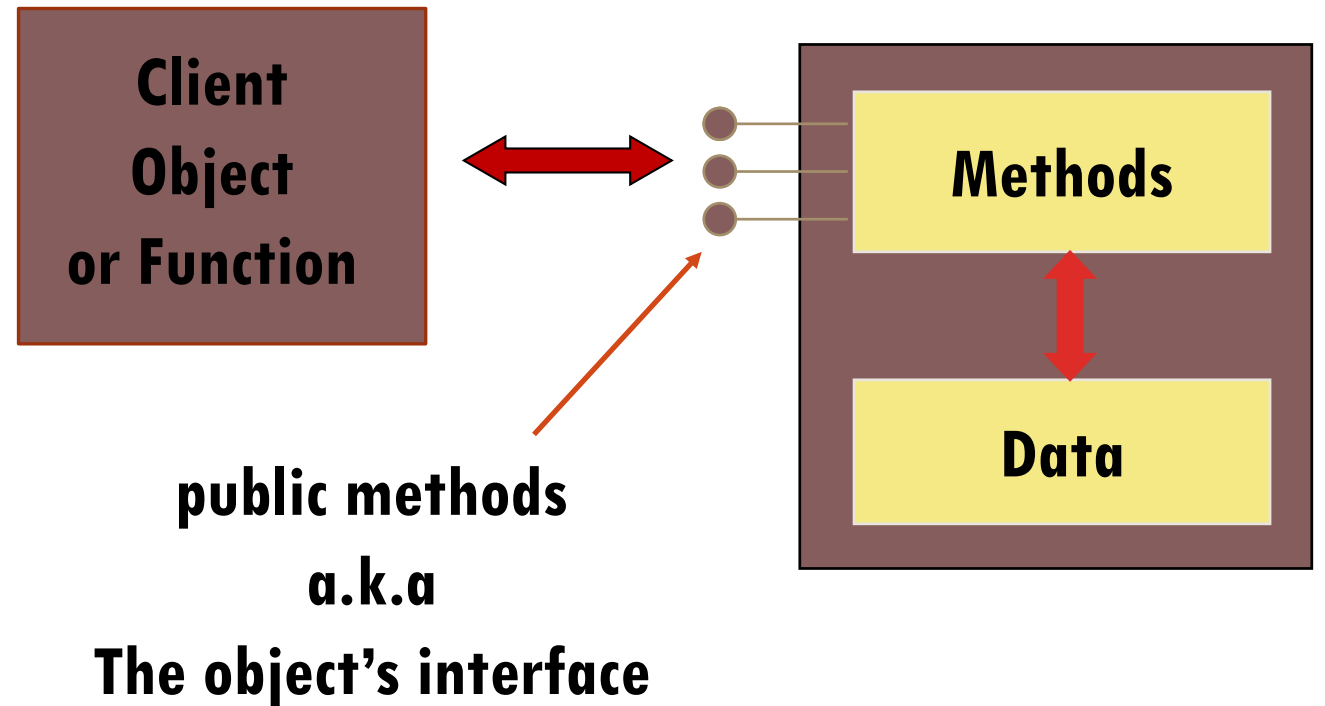 Client
Object
or Function
Methods
Data
public methods
a.k.a
The object’s interface